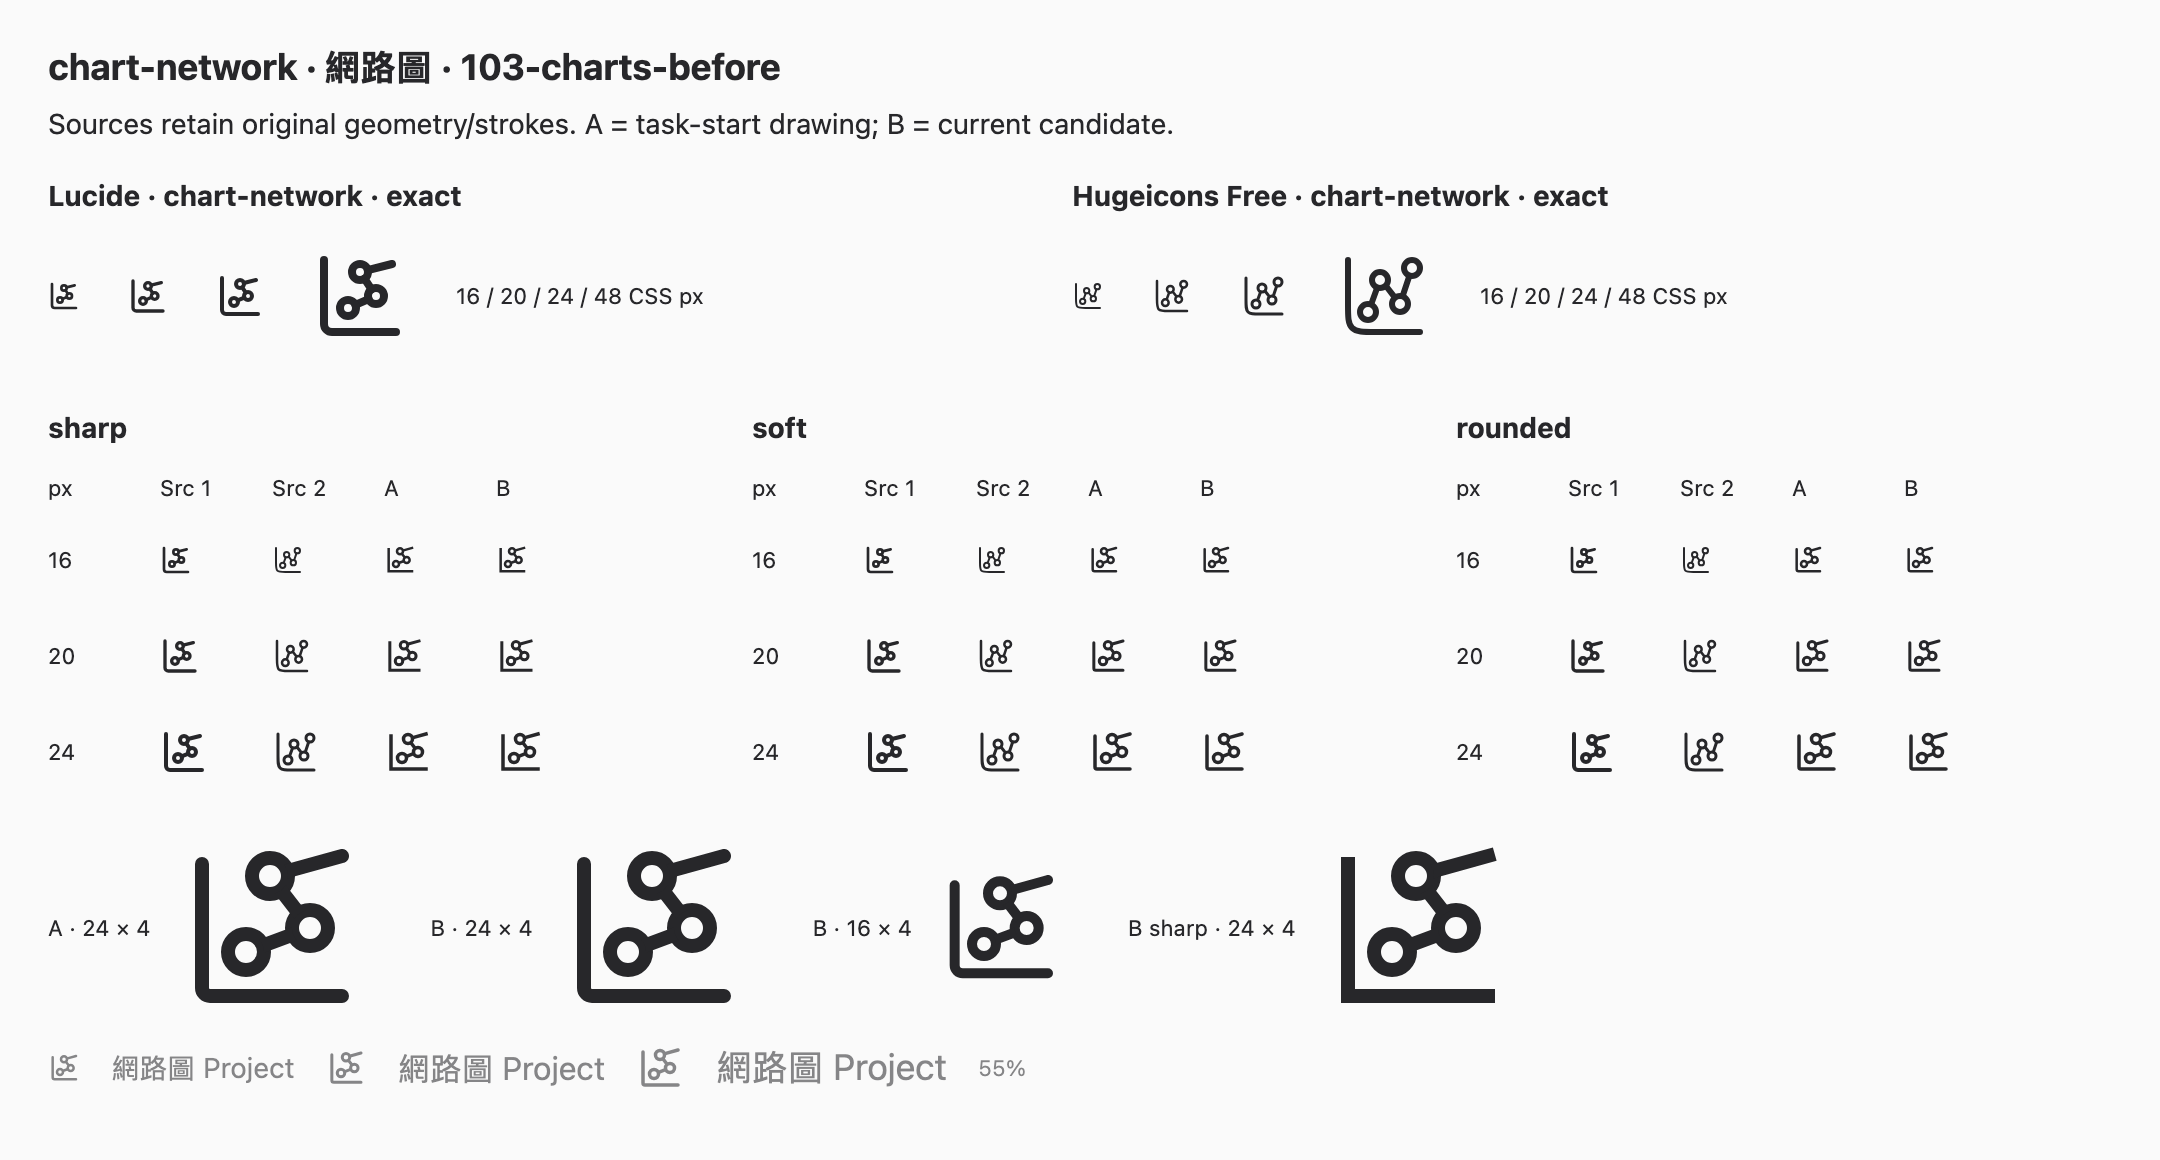 chart-network · 網路圖 · 103-charts-before
Sources retain original geometry/strokes. A = task-start drawing; B = current candidate.
Lucide · chart-network · exact
16 / 20 / 24 / 48 CSS px
Hugeicons Free · chart-network · exact
16 / 20 / 24 / 48 CSS px
sharp
px Src 1 Src 2 A B
16
20
24
soft
px Src 1 Src 2 A B
16
20
24
rounded
px Src 1 Src 2 A B
16
20
24
A · 24 × 4
B · 24 × 4
B · 16 × 4
B sharp · 24 × 4
網路圖 Project 網路圖 Project 網路圖 Project 55%